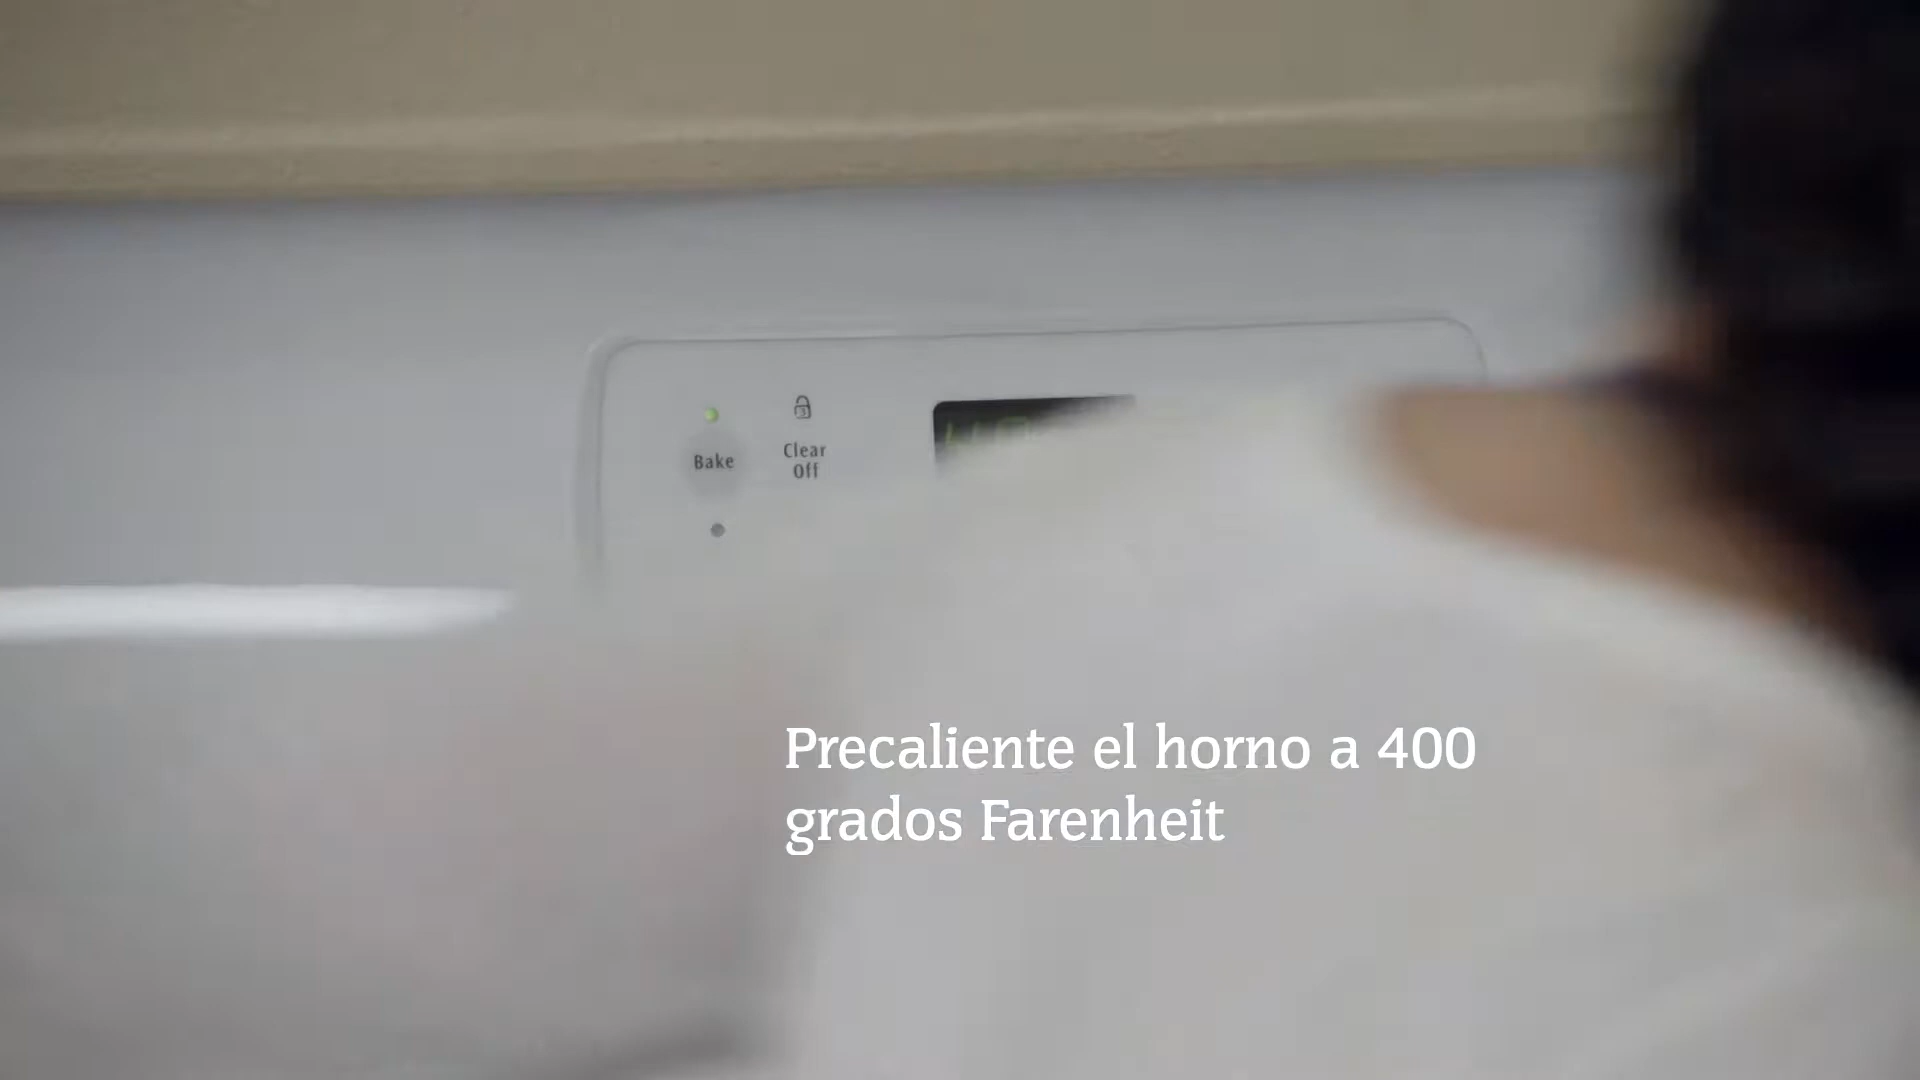 Bake
Clear
Off
Precaliente el horno a 400
grados Farenheit